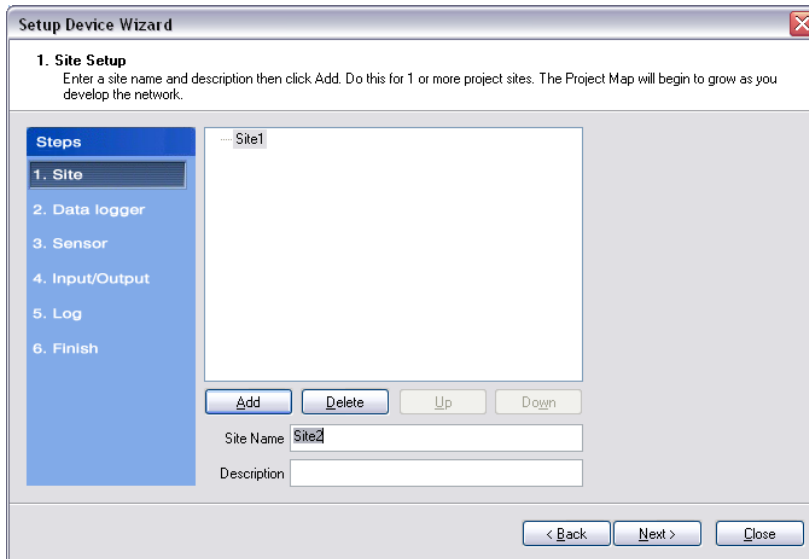 Setup Device Wizard
1. Site Setup
Enter a site name and description then click Add. Do this for 1 or more project sites. The Project Map will begin to grow as you
develop the network.
Steps
1. Site
2. Data logger
3. Sensor
4. Input/Output
5. Log
6. Finish
Site1
Add Delete Up Down
Site Name Site2
Description
< Back Next > Close